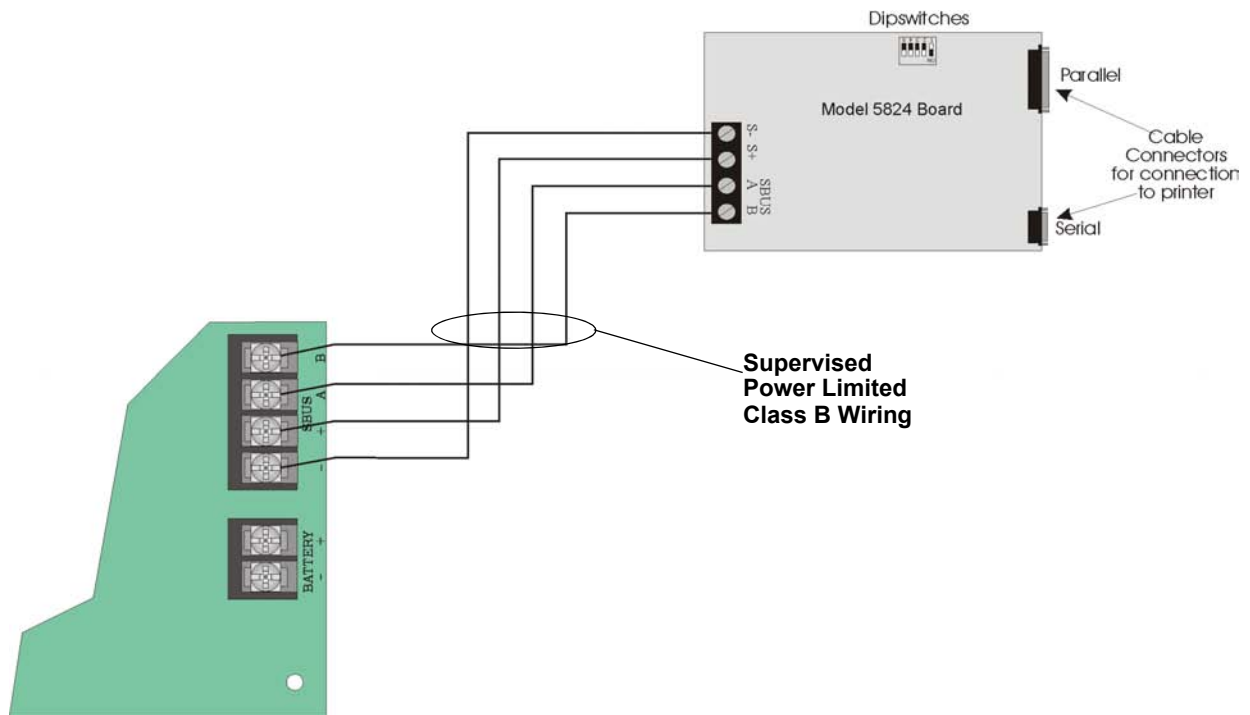 Dipswitches
Parallel
Model 5824 Board
S-
S+
A
B
SBUS
Cable
Connectors
for connection
to printer
Serial
B
A
+
-
SBUS
Supervised
Power Limited
Class B Wiring
+
-
BATTERY